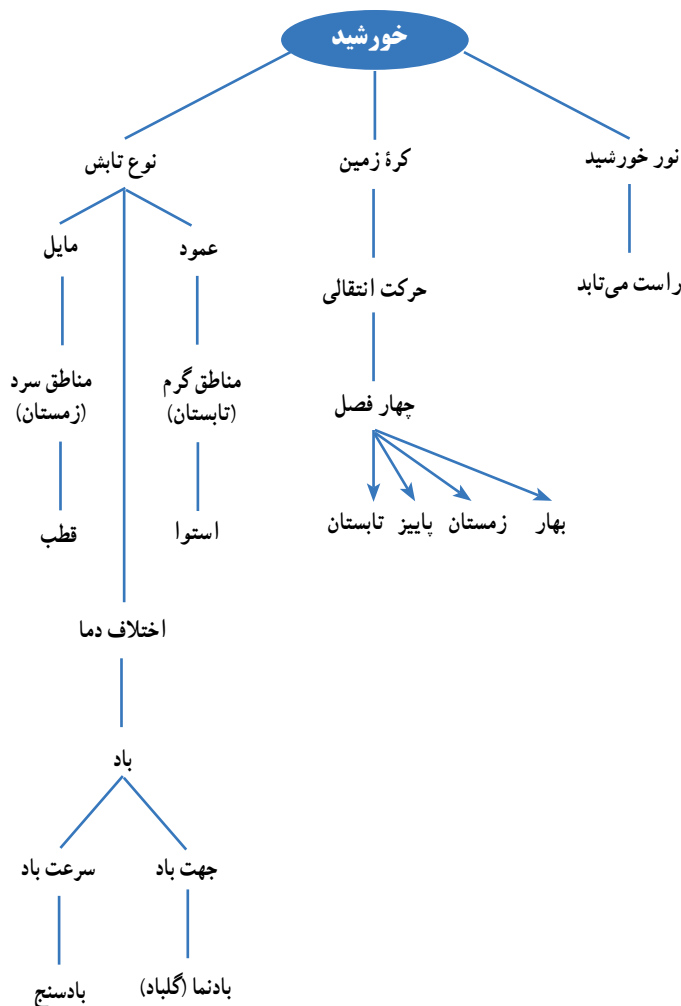 خورشید
نور خورشید
کرهٔ زمین
نوع تابش
راست می‌تابد
حرکت انتقالی
عمود
مایل
چهار فصل
مناطق گرم
(تابستان)
مناطق سرد
(زمستان)
بهار
زمستان
پاییز
تابستان
استوا
قطب
اختلاف دما
باد
جهت باد
سرعت باد
بادنما (گلباد)
بادسنج